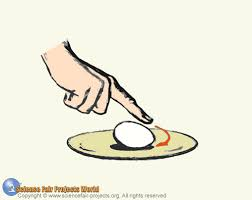 Science Fair Projects World
Copyright © www.sciencefair-projects.org. All rights reserved